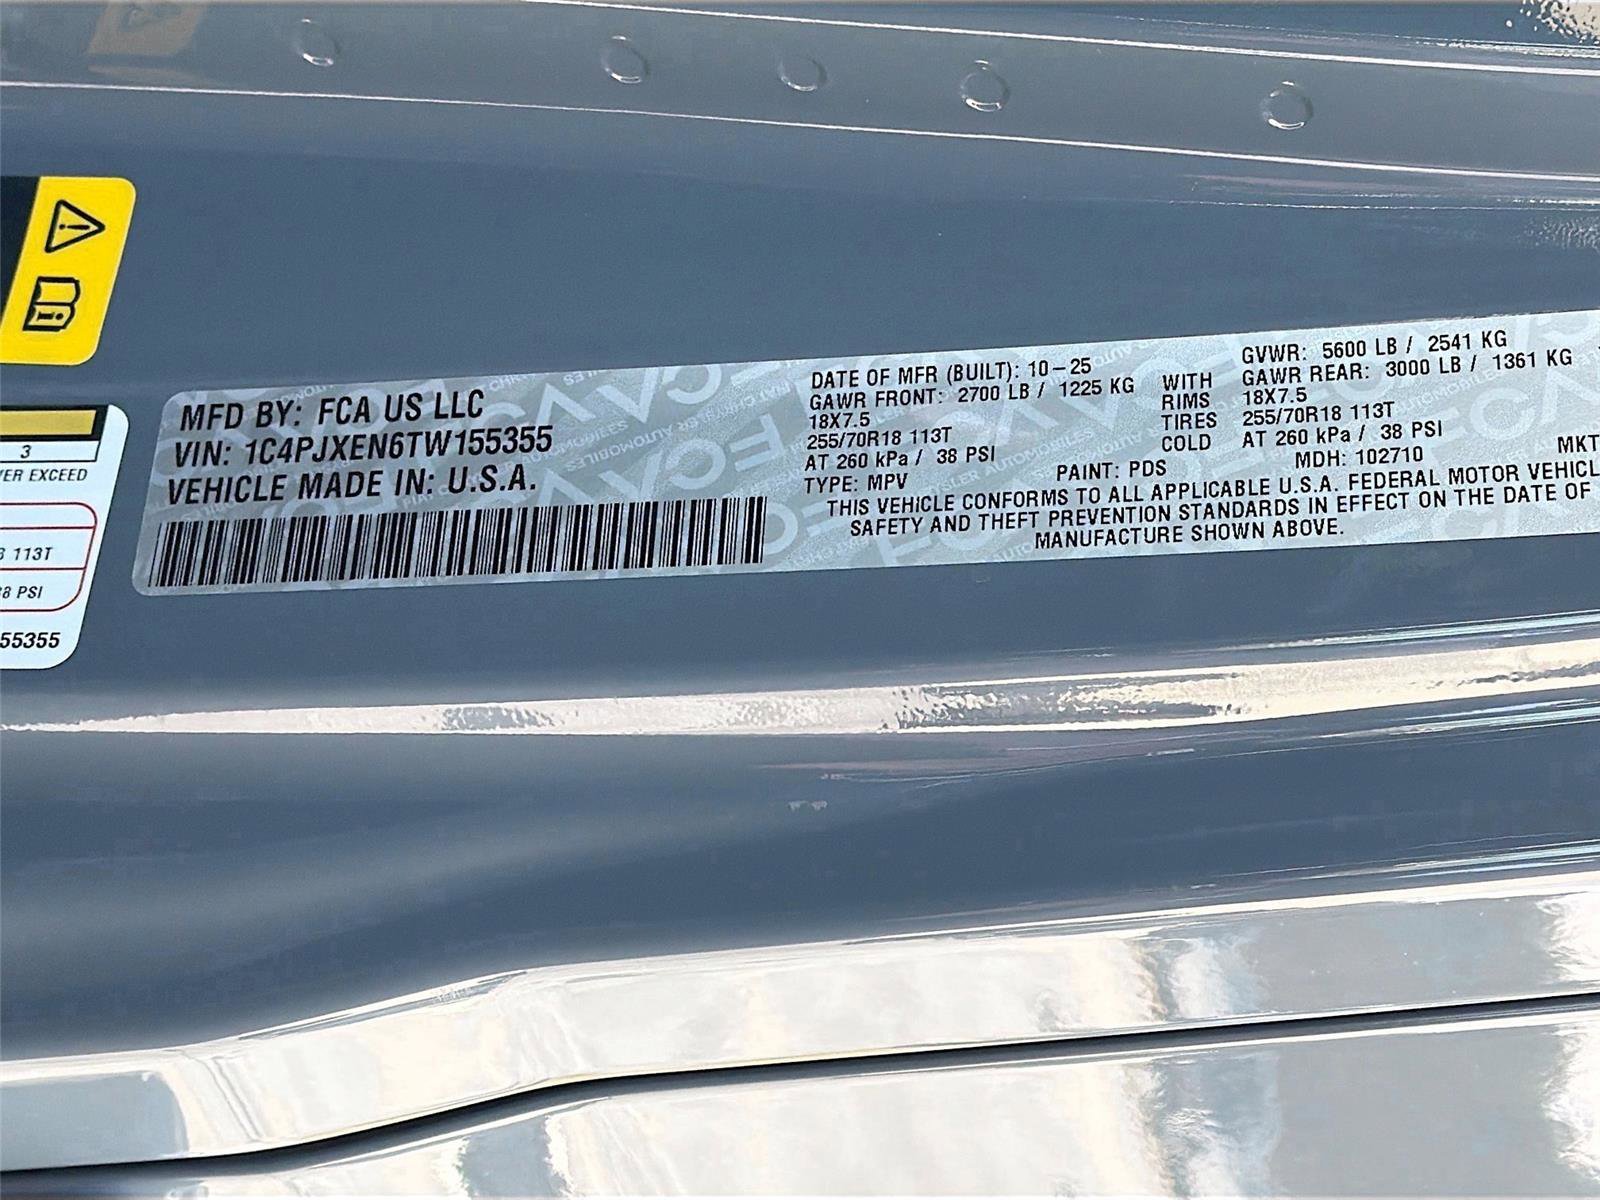 MFD BY: FCA US LLC
VIN: 1C4PJXEN6TW155355
VEHICLE MADE IN: U.S.A.
DATE OF MFR (BUILT): 10-25
GAWR FRONT: 2700 LB / 1225 KG
18X7.5
255/70R18 113T
AT 260 kPa / 38 PSI
TYPE: MPV
WITH
RIMS
TIRES
COLD
GVWR: 5600 LB / 2541 KG
GAWR REAR: 3000 LB / 1361 KG
18X7.5
255/70R18 113T
AT 260 kPa / 38 PSI
PAINT: PDS
MDH: 102710
MKT
THIS VEHICLE CONFORMS TO ALL APPLICABLE U.S.A. FEDERAL MOTOR VEHICL
SAFETY AND THEFT PREVENTION STANDARDS IN EFFECT ON THE DATE OF
MANUFACTURE SHOWN ABOVE.
3
VER EXCEED
113T
38 PSI
55355